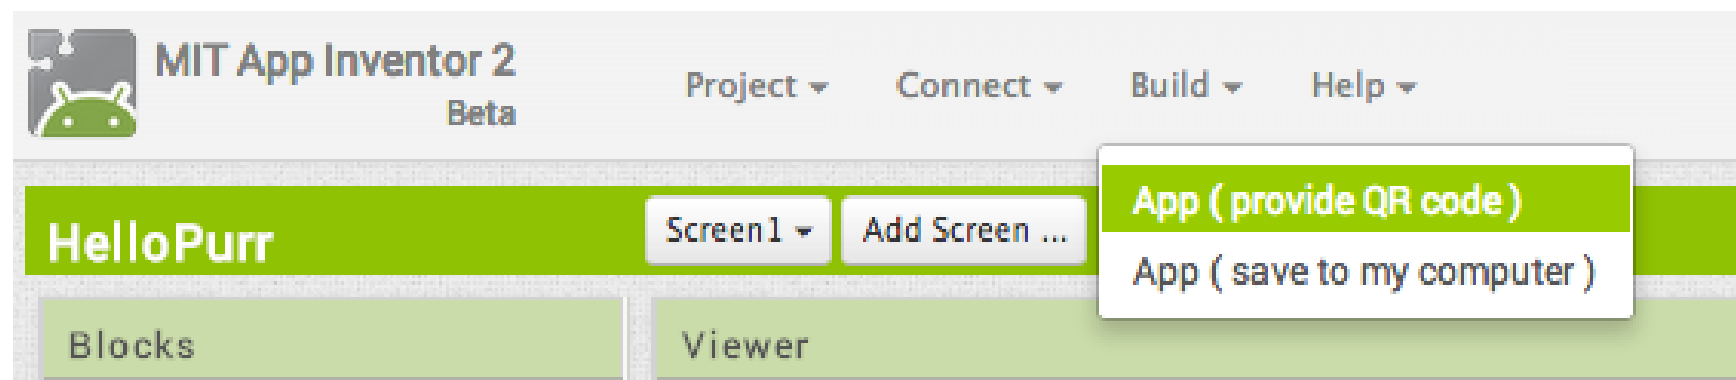 MIT App Inventor 2
Beta
Project
Connect
Build
Help
App ( provide QR code )
App ( save to my computer )
HelloPurr
Screen1
Add Screen ...
Blocks
Viewer